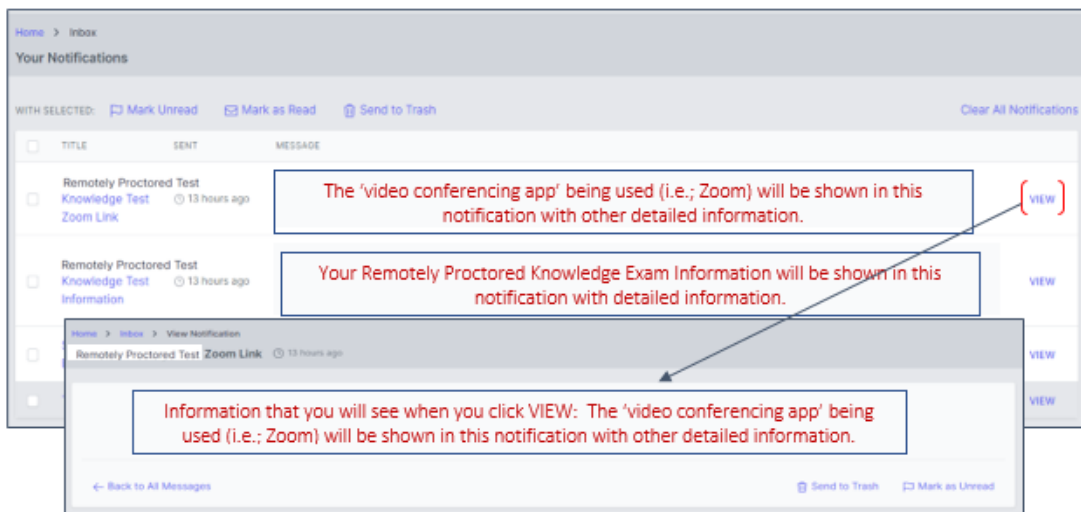 Home > Inbox
Your Notifications
WITH SELECTED: Mark Unread Mark as Read Send to Trash Clear All Notifications
TITLE SENT MESSAGE
Remotely Proctored Test
Knowledge Test 13 hours ago
Zoom Link
The ‘video conferencing app’ being used (i.e.; Zoom) will be shown in this
notification with other detailed information.
VIEW
Remotely Proctored Test
Knowledge Test 13 hours ago
Information
Your Remotely Proctored Knowledge Exam Information will be shown in this
notification with detailed information.
VIEW
VIEW
VIEW
Home > Inbox > View Notification
Remotely Proctored Test Zoom Link 13 hours ago
Information that you will see when you click VIEW: The ‘video conferencing app’ being
used (i.e.; Zoom) will be shown in this notification with other detailed information.
← Back to All Messages Send to Trash Mark as Unread